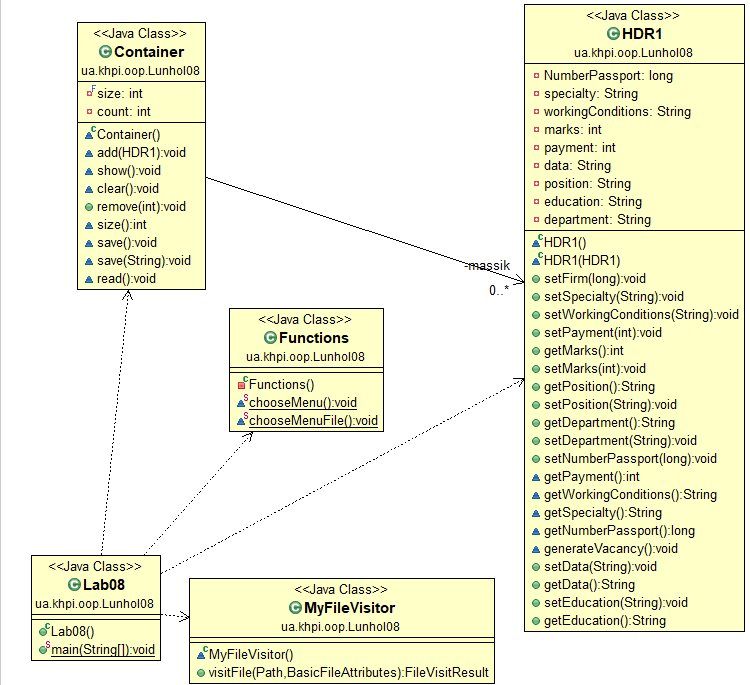 <<Java Class>>
Container
ua.khpi.oop.Lunhol08
size: int
count: int
Container()
add(HDR1):void
show():void
clear():void
remove(int):void
size():int
save():void
save(String):void
read():void
<<Java Class>>
HDR1
ua.khpi.oop.Lunhol08
NumberPassport: long
specialty: String
workingConditions: String
marks: int
payment: int
data: String
position: String
education: String
department: String
HDR1()
HDR1(HDR1)
setFirm(long):void
setSpecialty(String):void
setWorkingConditions(String):void
setPayment(int):void
getMarks():int
setMarks(int):void
getPosition():String
setPosition(String):void
getDepartment():String
setDepartment(String):void
setNumberPassport(long):void
getPayment():int
getWorkingConditions():String
getSpecialty():String
getNumberPassport():long
generateVacancy():void
setData(String):void
getData():String
setEducation(String):void
getEducation():String
-massik
0..*
<<Java Class>>
Functions
ua.khpi.oop.Lunhol08
Functions()
chooseMenu():void
chooseMenuFile():void
<<Java Class>>
Lab08
ua.khpi.oop.Lunhol08
Lab08()
main(String[]):void
<<Java Class>>
MyFileVisitor
ua.khpi.oop.Lunhol08
MyFileVisitor()
visitFile(Path,BasicFileAttributes):FileVisitResult